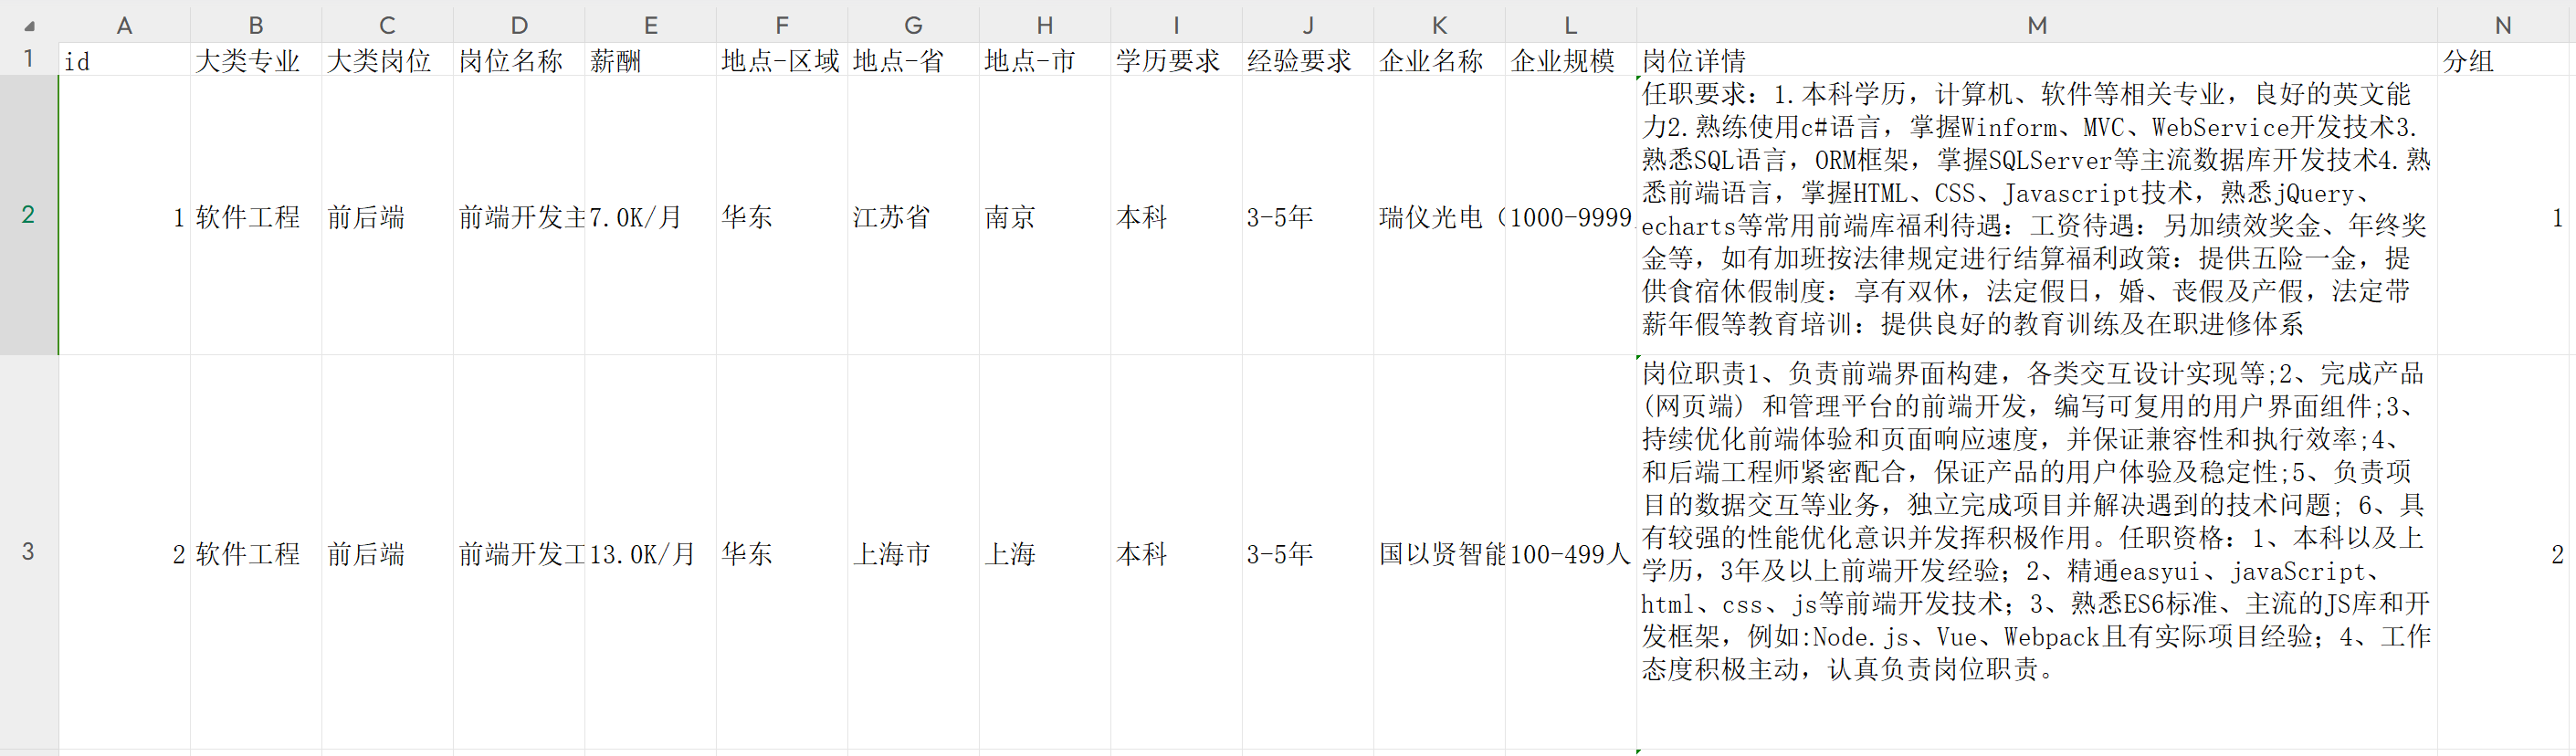 A B C D E F G H I J K L M N
1 id 大类专业 大类岗位 岗位名称 薪酬 地点-区域 地点-省 地点-市 学历要求 经验要求 企业名称 企业规模 岗位详情 分组
任职要求：1.本科学历，计算机、软件等相关专业，良好的英文能
力2.熟练使用c#语言，掌握Winform、MVC、WebService开发技术3.
熟悉SQL语言，ORM框架，掌握SQLServer等主流数据库开发技术4.熟
悉前端语言，掌握HTML、CSS、Javascript技术，熟悉jQuery、
2 1 软件工程 前后端 前端开发主 7.0K/月 华东 江苏省 南京 本科 3-5年 瑞仪光电（ 1000-9999 echarts等常用前端库福利待遇：工资待遇：另加绩效奖金、年终奖 1
金等，如有加班按法律规定进行结算福利政策：提供五险一金，提
供食宿休假制度：享有双休，法定假日，婚、丧假及产假，法定带
薪年假等教育培训：提供良好的教育训练及在职进修体系
岗位职责1、负责前端界面构建，各类交互设计实现等;2、完成产品
(网页端) 和管理平台的前端开发，编写可复用的用户界面组件;3、
持续优化前端体验和页面响应速度，并保证兼容性和执行效率;4、
和后端工程师紧密配合，保证产品的用户体验及稳定性;5、负责项
目的数据交互等业务，独立完成项目并解决遇到的技术问题; 6、具
有较强的性能优化意识并发挥积极作用。任职资格：1、本科以及上
3 2 软件工程 前后端 前端开发工 13.0K/月 华东 上海市 上海 本科 3-5年 国以贤智能 100-499人 学历，3年及以上前端开发经验；2、精通easyui、javaScript、 2
html、css、js等前端开发技术；3、熟悉ES6标准、主流的JS库和开
发框架，例如:Node.js、Vue、Webpack且有实际项目经验；4、工作
态度积极主动，认真负责岗位职责。